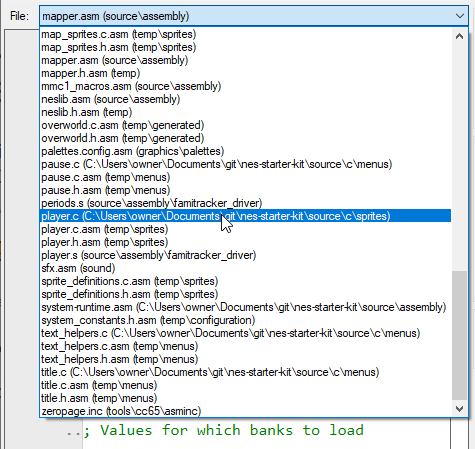 File: mapper.asm (source\assembly)
map_sprites.c.asm (temp\sprites)
map_sprites.h.asm (temp\sprites)
mapper.asm (source\assembly)
mapper.h.asm (temp)
mmc1_macros.asm (source\assembly)
neslib.asm (source\assembly)
neslib.h.asm (temp)
overworld.c.asm (temp\generated)
overworld.h.asm (temp\generated)
palettes.config.asm (graphics\palettes)
pause.c (C:\Users\owner\Documents\git\nes-starter-kit\source\c\menus)
pause.c.asm (temp\menus)
pause.h.asm (temp\menus)
periods.s (source\assembly\famitracker_driver)
player.c (C:\Users\owner\Documents\git\nes-starter-kit\source\c\sprites)
player.c.asm (temp\sprites)
player.h.asm (temp\sprites)
player.s (source\assembly\famitracker_driver)
sfx.asm (sound)
sprite_definitions.c.asm (temp\sprites)
sprite_definitions.h.asm (temp\sprites)
system-runtime.asm (C:\Users\owner\Documents\git\nes-starter-kit\source\assembly)
system_constants.h.asm (temp\configuration)
text_helpers.c (C:\Users\owner\Documents\git\nes-starter-kit\source\c\menus)
text_helpers.c.asm (temp\menus)
text_helpers.h.asm (temp\menus)
title.c (C:\Users\owner\Documents\git\nes-starter-kit\source\c\menus)
title.c.asm (temp\menus)
title.h.asm (temp\menus)
zeropage.inc (tools\cc65\asminc)
..; Values for which banks to load